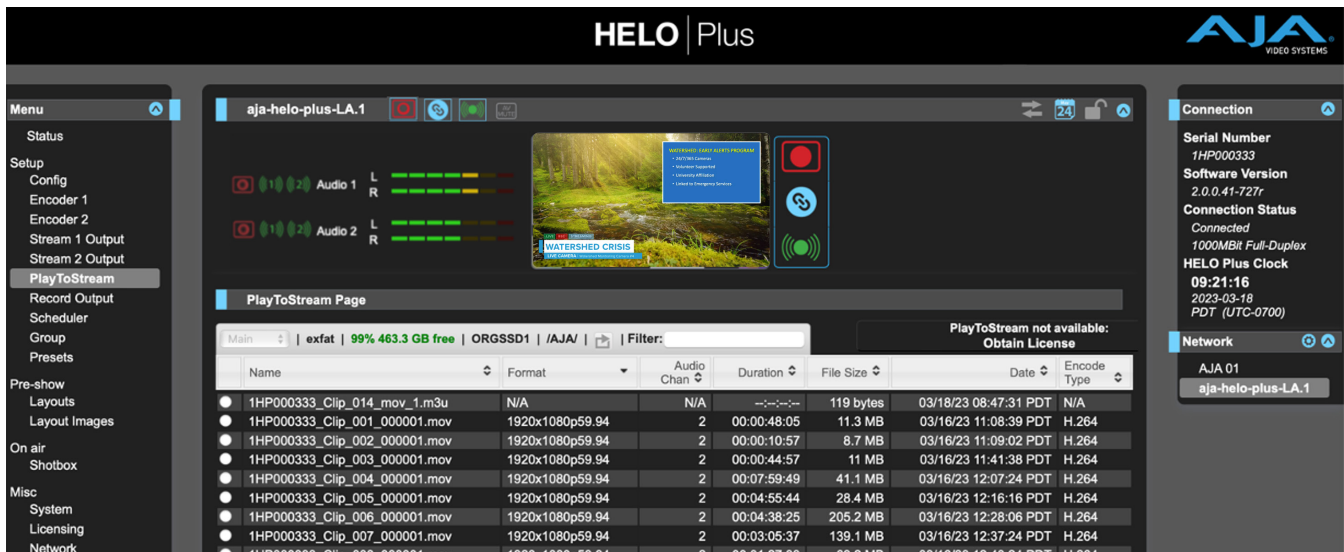 HELO | Plus
AJA
VIDEO SYSTEMS
Menu
Status
Setup
Config
Encoder 1
Encoder 2
Stream 1 Output
Stream 2 Output
PlayToStream
Record Output
Scheduler
Group
Presets
Pre-show
Layouts
Layout Images
On air
Shotbox
Misc
System
Licensing
Network
aja-helo-plus-LA.1
AV MUTE
24
1 2 Audio 1 L
R
1 2 Audio 2 L
R
WATERSHED: EARLY ALERTS PROGRAM
• 24/7/365 Cameras
• Volunteer Supported
• University Affiliation
• Linked to Emergency Services
WATERSHED CRISIS
LIVE CAMERA
PlayToStream Page
Main | exfat | 99% 463.3 GB free | ORGSSD1 | /AJA/ | | Filter:
PlayToStream not available:
Obtain License
Name Format Audio Chan Duration File Size Date Encode Type
1HP000333_Clip_014_mov_1.m3u N/A N/A --:--:--:-- 119 bytes 03/18/23 08:47:31 PDT N/A
1HP000333_Clip_001_000001.mov 1920x1080p59.94 2 00:00:48:05 11.3 MB 03/16/23 11:08:39 PDT H.264
1HP000333_Clip_002_000001.mov 1920x1080p59.94 2 00:00:10:57 8.7 MB 03/16/23 11:09:02 PDT H.264
1HP000333_Clip_003_000001.mov 1920x1080p59.94 2 00:00:44:57 11 MB 03/16/23 11:41:38 PDT H.264
1HP000333_Clip_004_000001.mov 1920x1080p59.94 2 00:07:59:49 41.1 MB 03/16/23 12:07:24 PDT H.264
1HP000333_Clip_005_000001.mov 1920x1080p59.94 2 00:04:55:44 28.4 MB 03/16/23 12:16:16 PDT H.264
1HP000333_Clip_006_000001.mov 1920x1080p59.94 2 00:04:38:25 205.2 MB 03/16/23 12:28:06 PDT H.264
1HP000333_Clip_007_000001.mov 1920x1080p59.94 2 00:03:05:37 139.1 MB 03/16/23 12:37:24 PDT H.264
Connection
Serial Number
1HP000333
Software Version
2.0.0.41-727r
Connection Status
Connected
1000MBit Full-Duplex
HELO Plus Clock
09:21:16
2023-03-18
PDT (UTC-0700)
Network
AJA 01
aja-helo-plus-LA.1